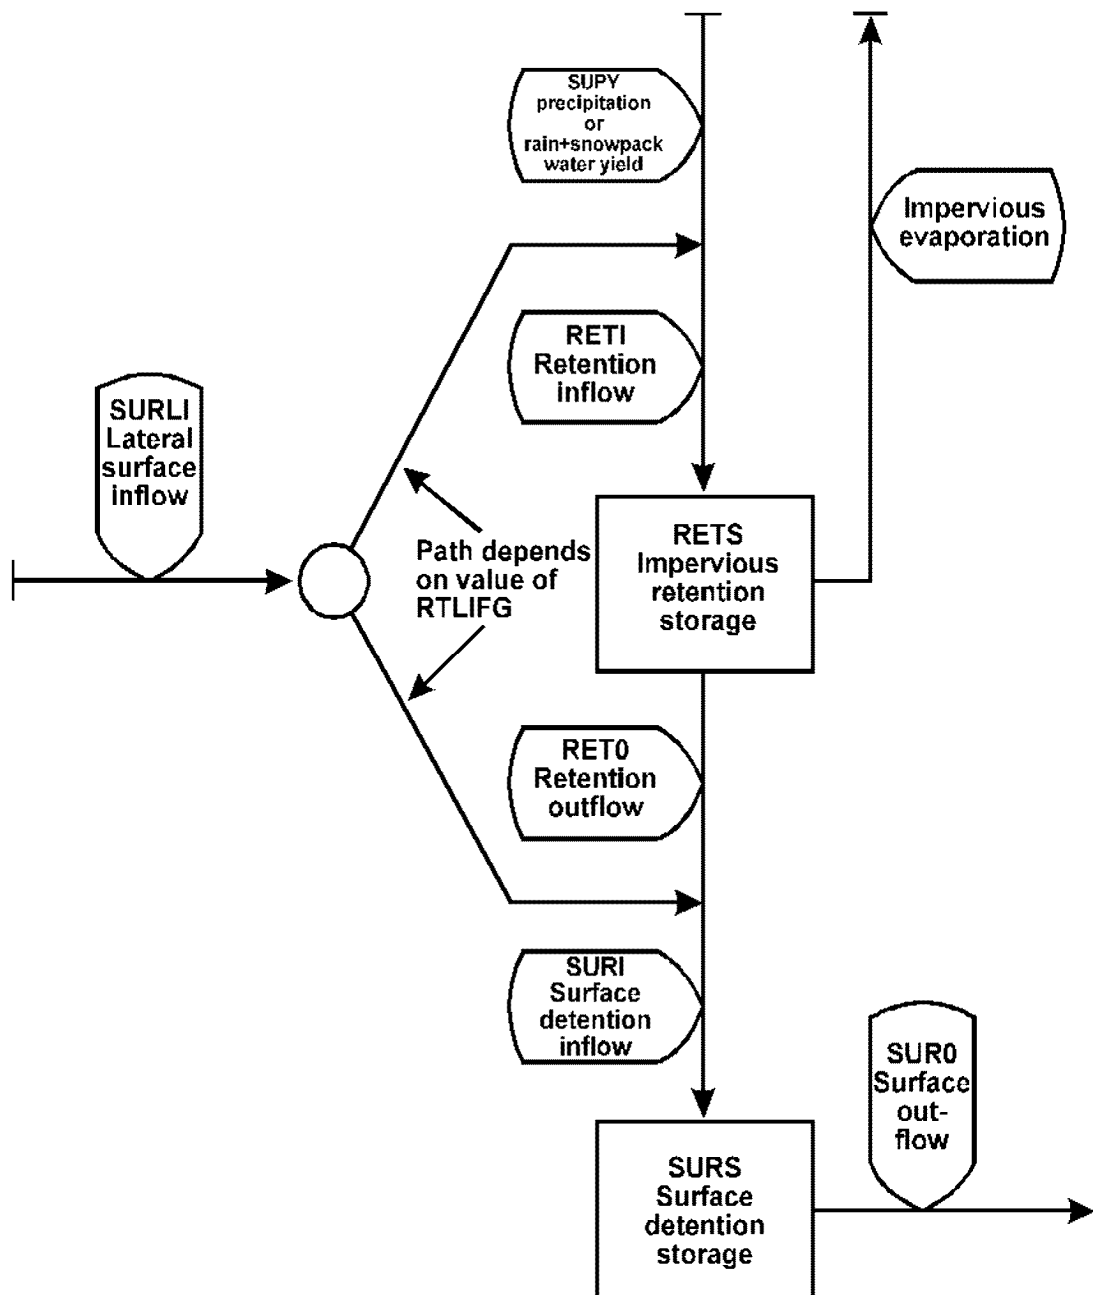 SUPY
precipitation
or
rain+snowpack
water yield
Impervious
evaporation
RETI
Retention
inflow
SURLI
Lateral
surface
inflow
Path depends
on value of
RTLIFG
RETS
Impervious
retention
storage
RET0
Retention
outflow
SURI
Surface
detention
inflow
SUR0
Surface
out-
flow
SURS
Surface
detention
storage